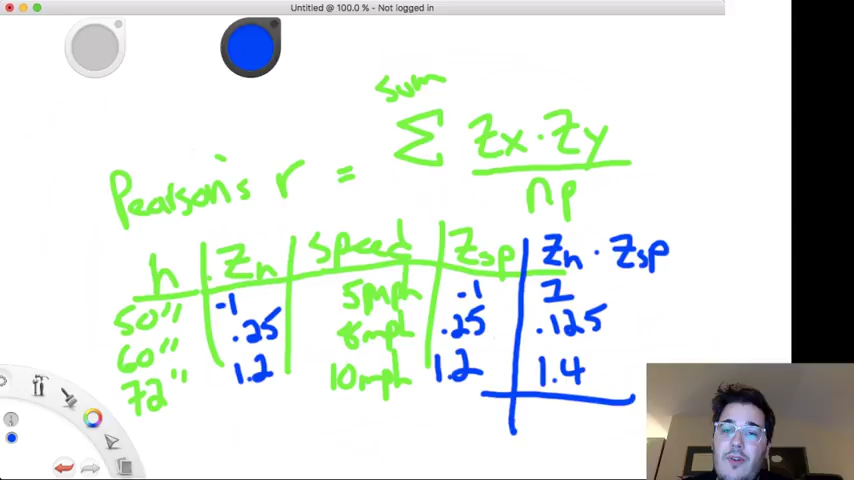 Untitled @ 100.0 % - Not logged in
sum
Pearson's r = Σ Zx · Zy
np
h Zh speed Zsp Zh · Zsp
50" -1 5mph -1 1
60" .25 8mph .25 .125
72" 1.2 10mph 1.2 1.4